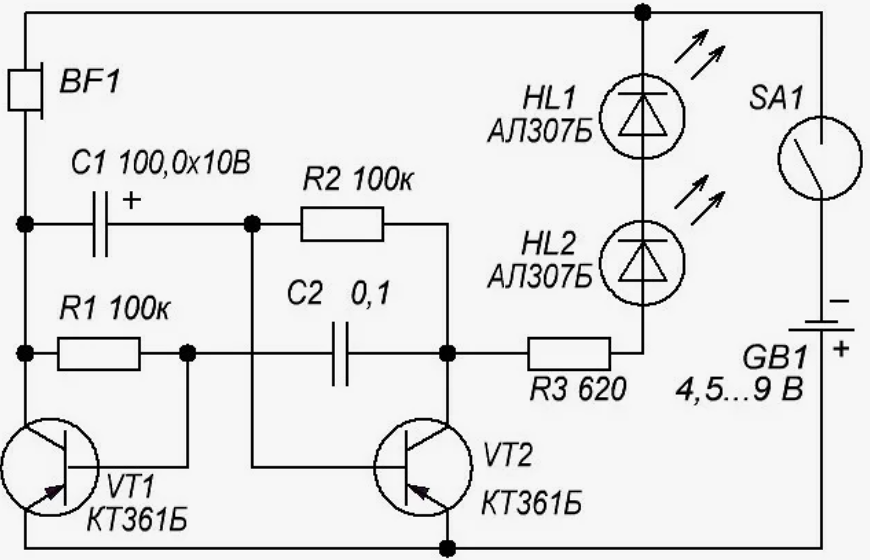 BF1
HL1
АЛ307Б
SA1
C1 100,0x10В
+
R2 100к
HL2
АЛ307Б
C2 0,1
R1 100к
–
+
GB1
4,5...9 В
R3 620
VT1
КТ361Б
VT2
КТ361Б